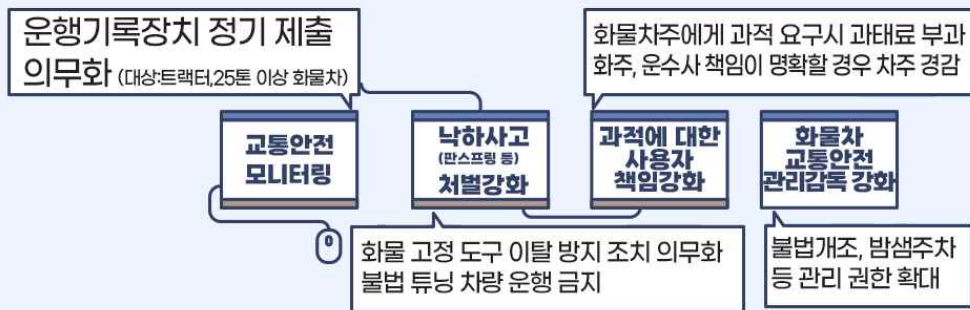 운행기록장치 정기 제출
의무화 (대상:트랙터,25톤 이상 화물차)
화물차주에게 과적 요구시 과태료 부과
화주, 운수사 책임이 명확할 경우 차주 경감
교통안전
모니터링
낙하사고
(판스프링 등)
처벌강화
과적에 대한
사용자
책임강화
화물차
교통안전
관리감독 강화
화물 고정 도구 이탈 방지 조치 의무화
불법 튜닝 차량 운행 금지
불법개조, 밤샘주차
등 관리 권한 확대